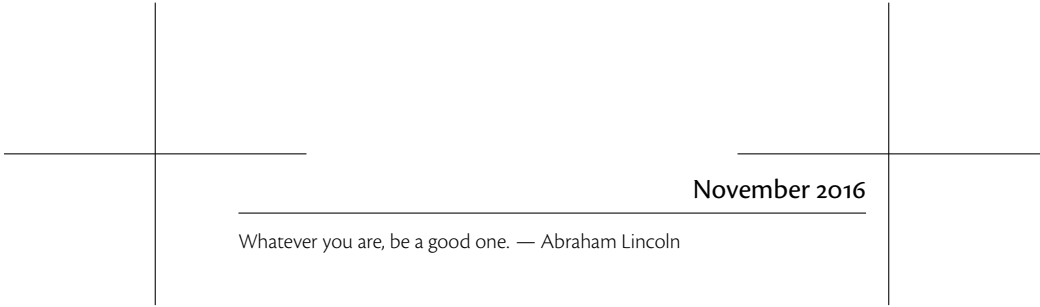 November 2016
Whatever you are, be a good one. — Abraham Lincoln